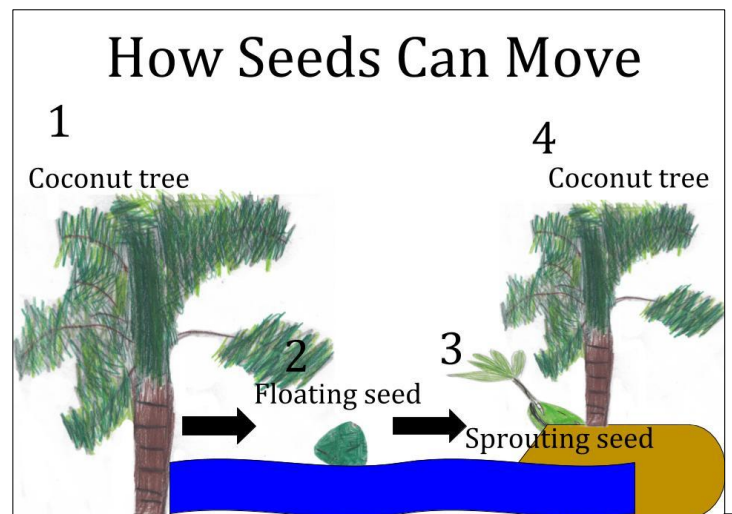 How Seeds Can Move
1
Coconut tree
2
Floating seed
3
Sprouting seed
4
Coconut tree